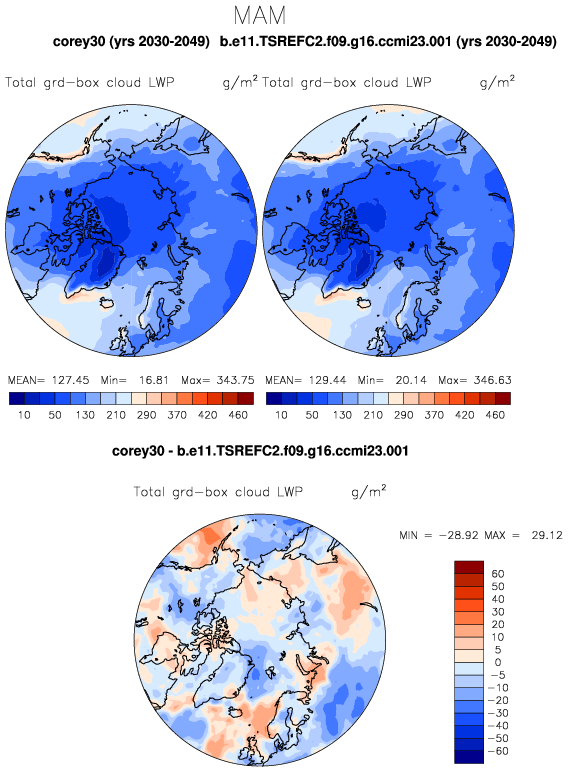 MAM
corey30 (yrs 2030-2049) b.e11.TSREFC2.f09.g16.ccmi23.001 (yrs 2030-2049)
Total grd-box cloud LWP g/m² Total grd-box cloud LWP g/m²
MEAN= 127.45 Min= 16.81 Max= 343.75 MEAN= 129.44 Min= 20.14 Max= 346.63
10 50 130 210 290 370 420 460 10 50 130 210 290 370 420 460
corey30 - b.e11.TSREFC2.f09.g16.ccmi23.001
Total grd-box cloud LWP g/m²
MIN = -28.92 MAX = 29.12
60
50
40
30
20
10
5
0
-5
-10
-20
-30
-40
-50
-60